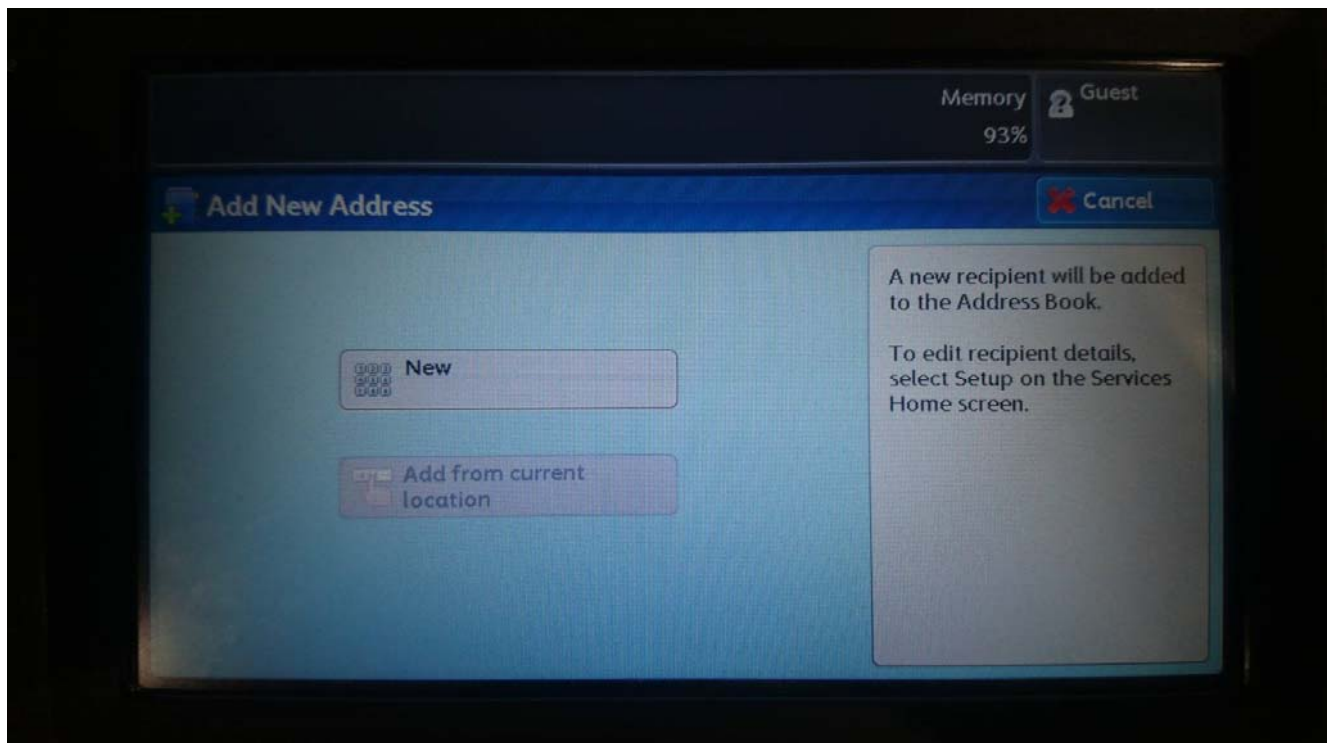 Memory
93%
Guest
Add New Address
Cancel
New
Add from current
location
A new recipient will be added
to the Address Book.
To edit recipient details,
select Setup on the Services
Home screen.